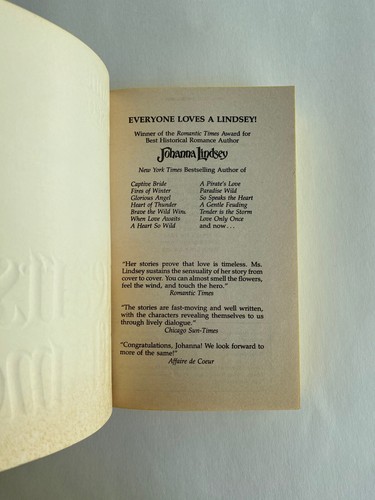 EVERYONE LOVES A LINDSEY!
Winner of the Romantic Times Award for
Best Historical Romance Author
Johanna Lindsey
New York Times Bestselling Author of
Captive Bride A Pirate's Love
Fires of Winter Paradise Wild
Glorious Angel So Speaks the Heart
Heart of Thunder A Gentle Feuding
Brave the Wild Wind Tender is the Storm
When Love Awaits Love Only Once
A Heart So Wild and now . . .
"Her stories prove that love is timeless. Ms.
Lindsey sustains the sensuality of her story from
cover to cover. You can almost smell the flowers,
feel the wind, and touch the hero."
Romantic Times
"The stories are fast-moving and well written,
with the characters revealing themselves to us
through lively dialogue."
Chicago Sun-Times
"Congratulations, Johanna! We look forward to
more of the same!"
Affaire de Coeur